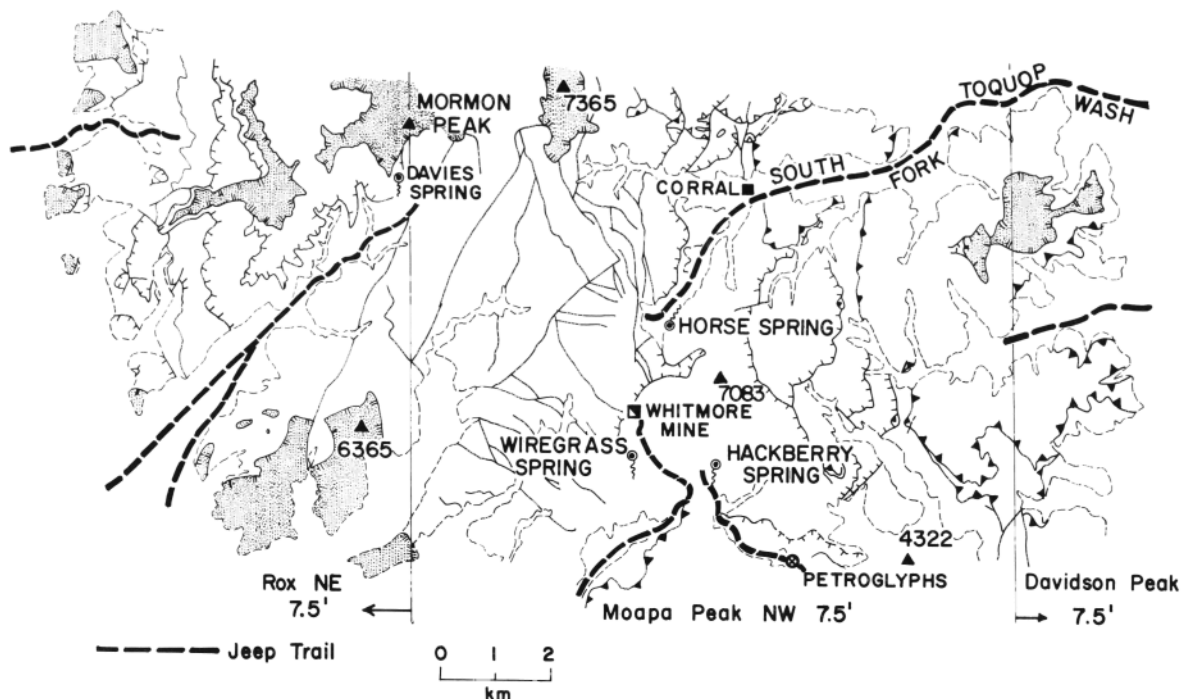 7365
TOQUOP
WASH
MORMON
PEAK
DAVIES
SPRING
SOUTH
FORK
CORRAL
HORSE SPRING
7083
WHITMORE
MINE
6365
WIREGRASS
SPRING
HACKBERRY
SPRING
4322
PETROGLYPHS
Rox NE
7.5'
Moapa Peak NW 7.5'
Davidson Peak
7.5'
Jeep Trail
0 1 2
km